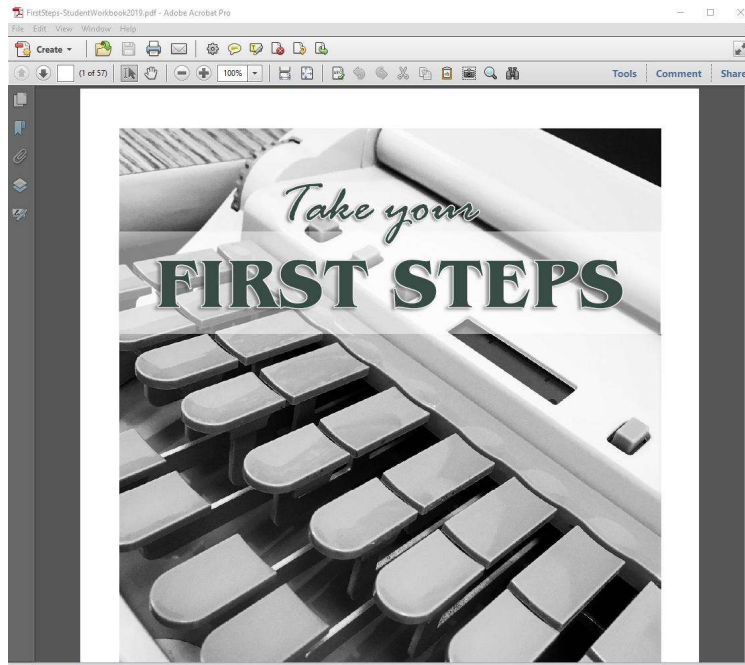 FirstSteps-StudentWorkbook2019.pdf - Adobe Acrobat Pro
File Edit View Window Help
Create
(1 of 57) 100% Tools Comment Share
Take your
FIRST STEPS